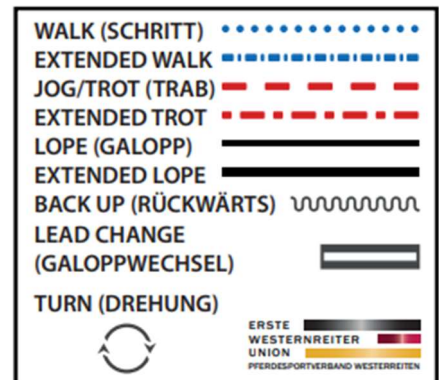 WALK (SCHRITT)
EXTENDED WALK
JOG/TROT (TRAB)
EXTENDED TROT
LOPE (GALOPP)
EXTENDED LOPE
BACK UP (RÜCKWÄRTS)
LEAD CHANGE
(GALOPPWECHSEL)
TURN (DREHUNG)
ERSTE
WESTERNREITER
UNION
PFERDESPORTVERBAND WESTERREITEN